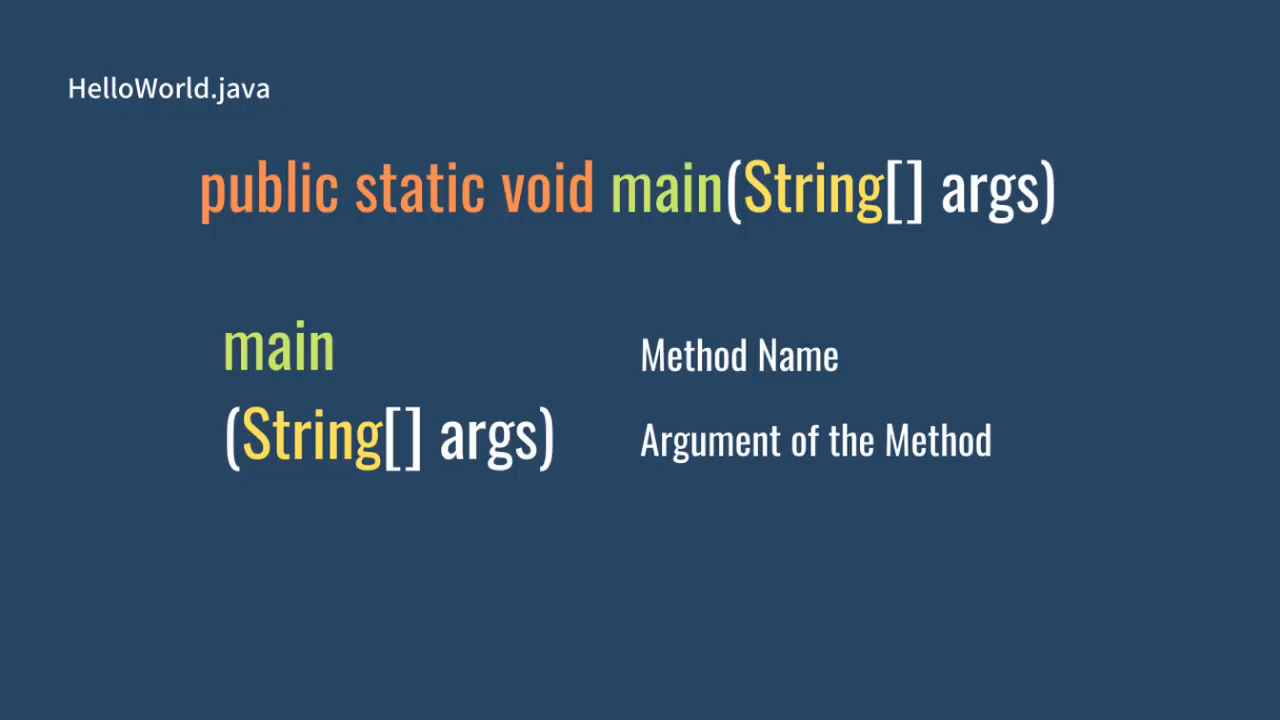 HelloWorld.java
public static void main(String[] args)
main Method Name
(String[] args) Argument of the Method